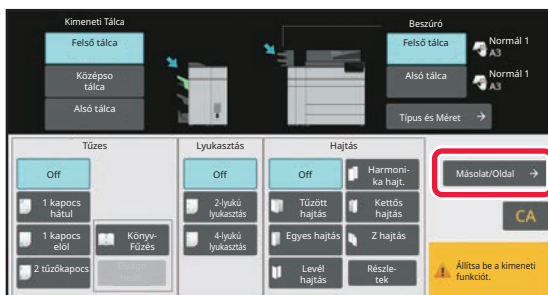 Kimeneti Tálca
Beszúró
Felső tálca
Középso
tálca
Alsó tálca
Felső tálca
Normál 1
A3
Alsó tálca
Normál 1
A3
Típus és Méret
Tűzes
Off
1 kapocs
hátul
1 kapocs
elöl
2 tűzőkapocs
Könyv-
Fűzés
Lyukasztás
Off
2-lyukú
lyukasztás
4-lyukú
lyukasztás
Hajtás
Off
Harmoni-
ka hajt.
Tűzött
hajtás
Kettős
hajtás
Egyes hajtás
Z hajtás
Levél
hajtás
Részle-
tek
Másolat/Oldal
CA
Állítsa be a kimeneti
funkciót.